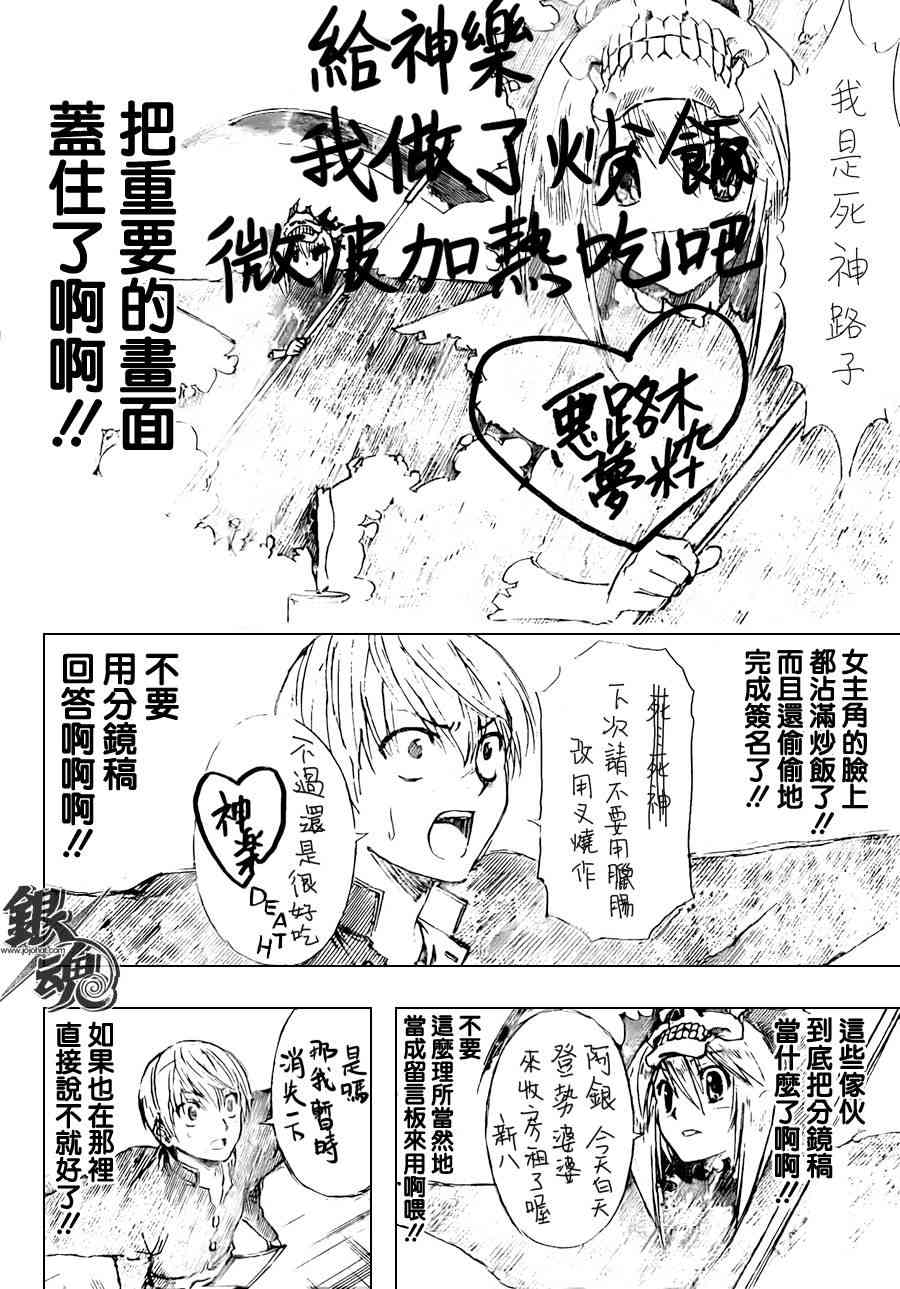 我是死神路子
給神樂
我做了炒飯
微波加熱吃吧
惡路木
夢粋
把重要的畫面
蓋住了啊啊!!
女主角的臉上
都沾滿炒飯了!!
而且還偷偷地
完成簽名了!!
死、死神
下次請不要用臘腸
改用叉燒作
不過還是很好吃
神樂
DEATH
不要
用分鏡稿
回答啊啊啊!!
這些傢伙
到底把分鏡稿
當什麼了啊啊!!
阿銀 今天白天
登勢婆婆
來收房租了喔
新八
不要
這麼理所當然地
當成留言板來用啊喂!!
是嗎
那我暫時
消失一下
如果也在那裡
直接說不就好了!!
銀魂
www.jojohot.com